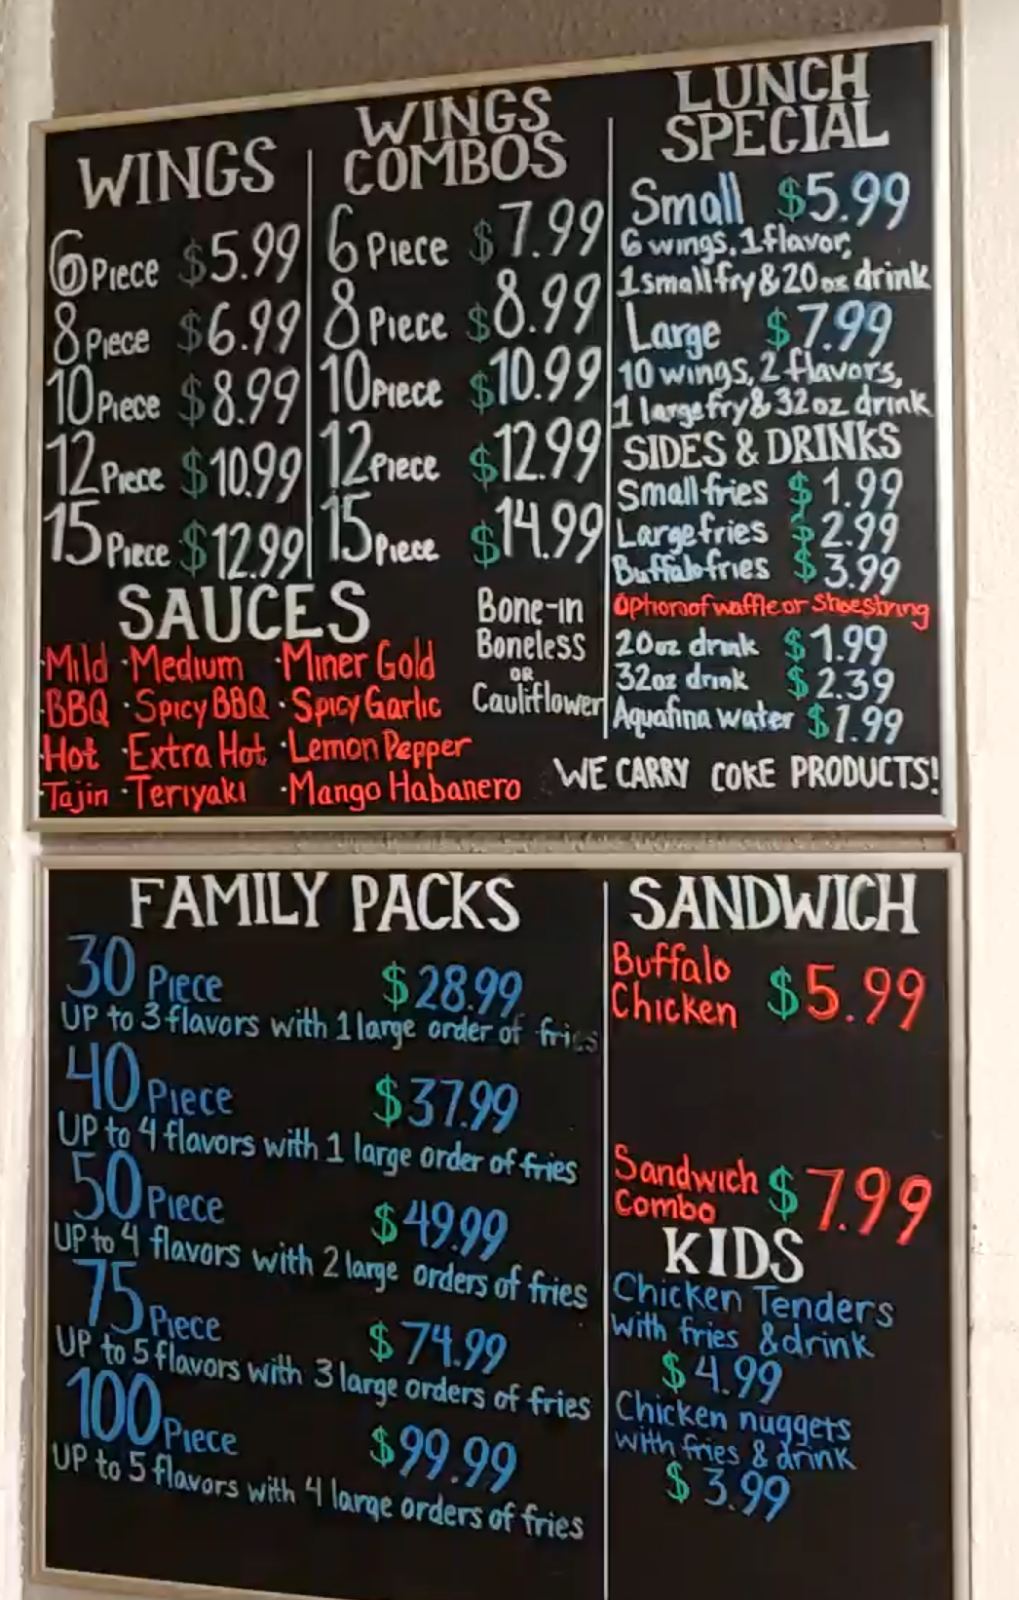 WINGS
6 Piece $5.99
8 Piece $6.99
10 Piece $8.99
12 Piece $10.99
15 Piece $12.99
WINGS
COMBOS
6 Piece $7.99
8 Piece $8.99
10 Piece $10.99
12 Piece $12.99
15 Piece $14.99
LUNCH
SPECIAL
Small $5.99
6 wings, 1 flavor,
1 small fry & 20 oz drink
Large $7.99
10 wings, 2 flavors,
1 large fry & 32 oz drink
SIDES & DRINKS
Small fries $1.99
Large fries $2.99
Buffalo fries $3.99
Option of waffle or Shoestring
20oz drink $1.99
32oz drink $2.39
Aquafina water $1.99
SAUCES
·Mild ·Medium ·Miner Gold
·BBQ ·Spicy BBQ ·Spicy Garlic
·Hot ·Extra Hot ·Lemon Pepper
·Tajin ·Teriyaki ·Mango Habanero
Bone-in
Boneless
OR
Cauliflower
WE CARRY COKE PRODUCTS!
FAMILY PACKS
30 Piece $28.99
UP to 3 flavors with 1 large order of fries
40 Piece $37.99
UP to 4 flavors with 1 large order of fries
50 Piece $49.99
UP to 4 flavors with 2 large orders of fries
75 Piece $74.99
UP to 5 flavors with 3 large orders of fries
100 Piece $99.99
UP to 5 flavors with 4 large orders of fries
SANDWICH
Buffalo
Chicken $5.99
Sandwich
Combo $7.99
KIDS
Chicken Tenders
with fries & drink
$4.99
Chicken nuggets
with fries & drink
$3.99